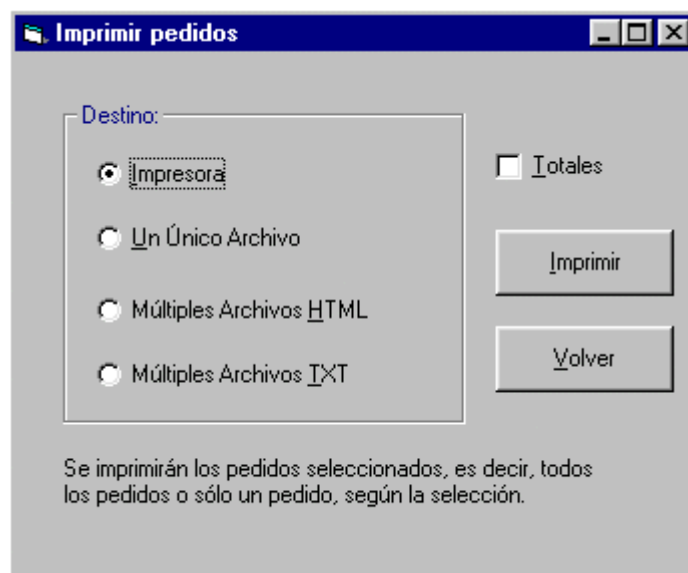 Imprimir pedidos
Destino:
Impresora
Un Único Archivo
Múltiples Archivos HTML
Múltiples Archivos TXT
Totales
Imprimir
Volver
Se imprimirán los pedidos seleccionados, es decir, todos
los pedidos o sólo un pedido, según la selección.